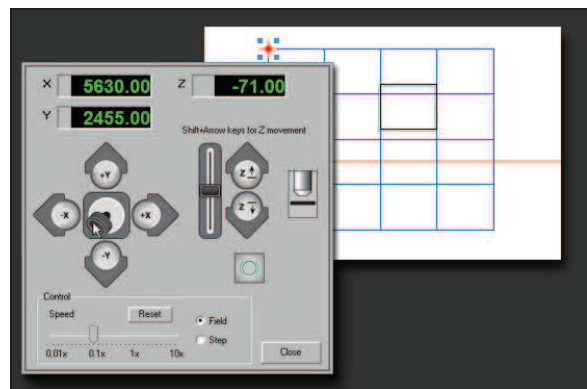 X 5630.00 Z -71.00
Y 2455.00
Shift+Arrow keys for Z movement
+Y
Z
-X +X
Z
-Y
Control
Speed Reset Field
Step
0.01x 0.1x 1x 10x Close